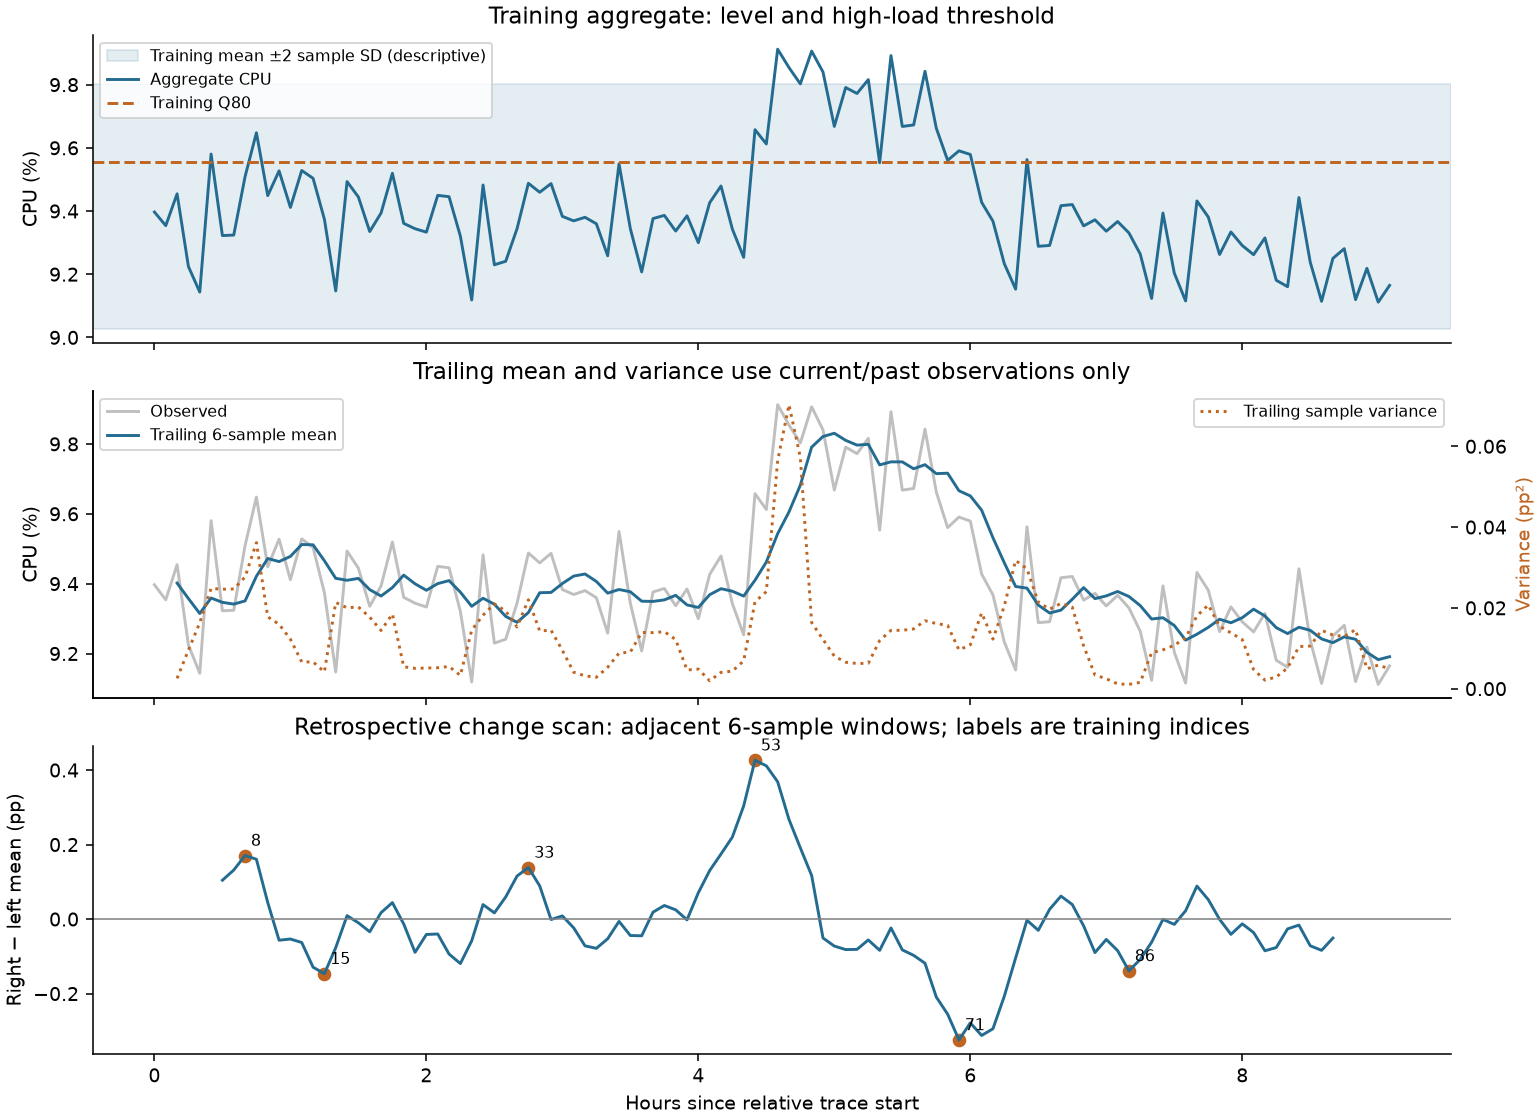 Training aggregate: level and high-load threshold
Training mean ±2 sample SD (descriptive)
Aggregate CPU
Training Q80
CPU (%)
9.8
9.6
9.4
9.2
9.0
Trailing mean and variance use current/past observations only
Observed
Trailing 6-sample mean
Trailing sample variance
CPU (%)
9.8
9.6
9.4
9.2
0.06
0.04
0.02
0.00
Variance (pp²)
Retrospective change scan: adjacent 6-sample windows; labels are training indices
Right − left mean (pp)
0.4
0.2
0.0
−0.2
8
15
33
53
71
86
0
2
4
6
8
Hours since relative trace start